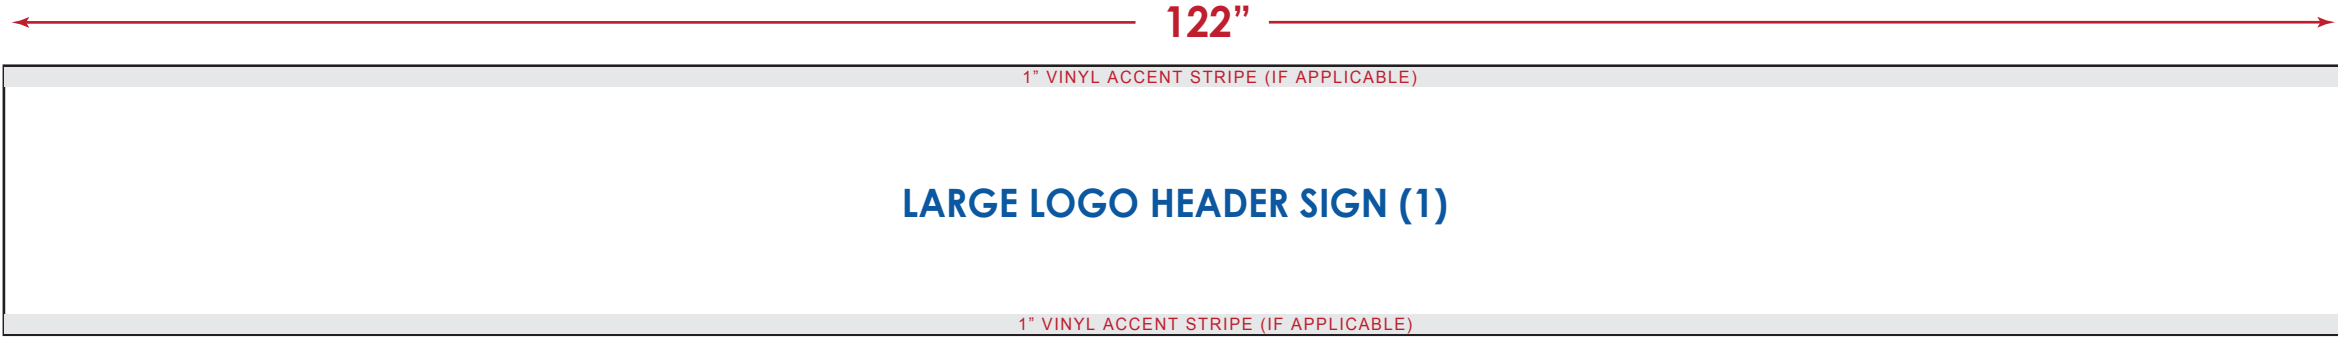 122”
1” VINYL ACCENT STRIPE (IF APPLICABLE)
LARGE LOGO HEADER SIGN (1)
1” VINYL ACCENT STRIPE (IF APPLICABLE)